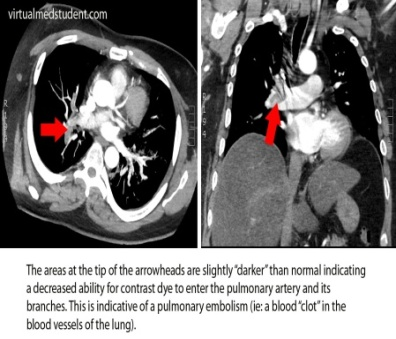 virtualmedstudent.com
The areas at the tip of the arrowheads are slightly "darker" than normal indicating
a decreased ability for contrast dye to enter the pulmonary artery and its
branches. This is indicative of a pulmonary embolism (ie: a blood "clot" in the
blood vessels of the lung).